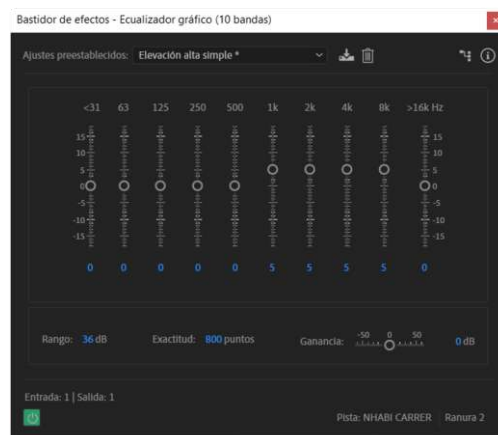 Bastidor de efectos - Ecualizador gráfico (10 bandas)
Ajustes preestablecidos: Elevación alta simple *
<31 63 125 250 500 1k 2k 4k 8k >16k Hz
15 15
10 10
5 5
0 0
-5 -5
-10 -10
-15 -15
0 0 0 0 0 5 5 5 5 0
-50 0 50
Rango: 36 dB Exactitud: 800 puntos Ganancia: 0 dB
Entrada: 1 | Salida: 1
Pista: NHABI CARRER Ranura 2